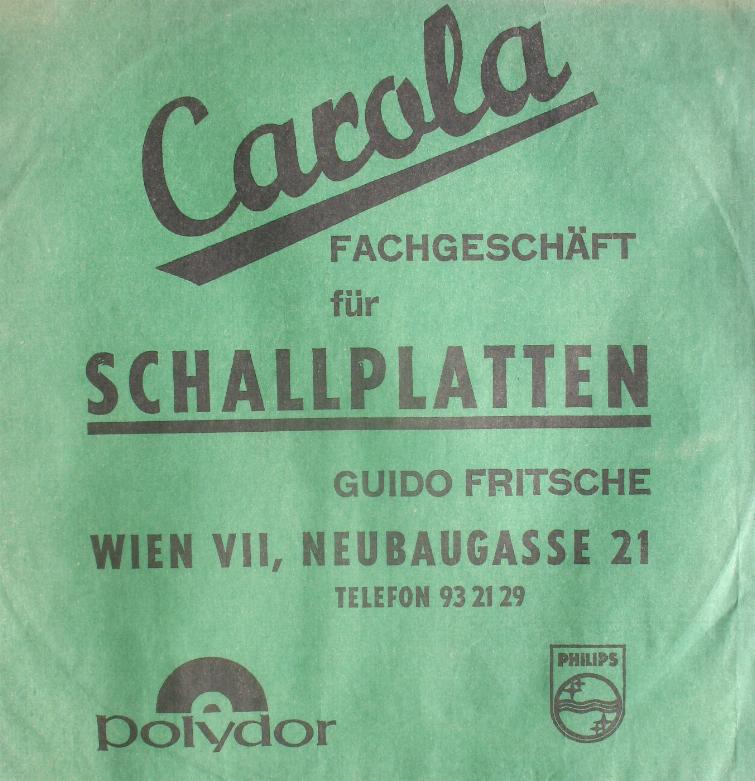 Carola
FACHGESCHÄFT
für
SCHALLPLATTEN
GUIDO FRITSCHE
WIEN VII, NEUBAUGASSE 21
TELEFON 93 21 29
polydor
PHILIPS